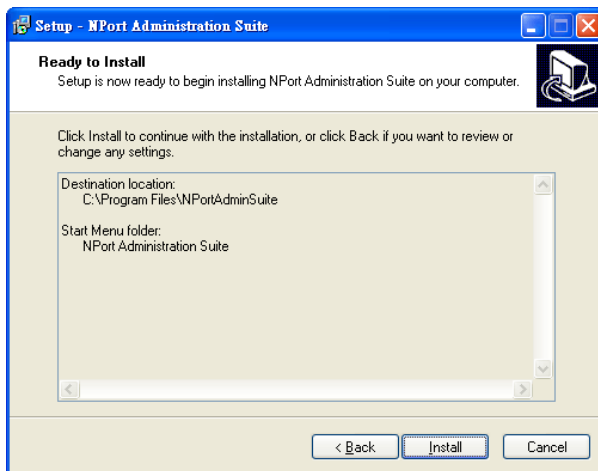 Setup - NPort Administration Suite
Ready to Install
Setup is now ready to begin installing NPort Administration Suite on your computer.
Click Install to continue with the installation, or click Back if you want to review or
change any settings.
Destination location:
C:\Program Files\NPortAdminSuite
Start Menu folder:
NPort Administration Suite
< Back
Install
Cancel